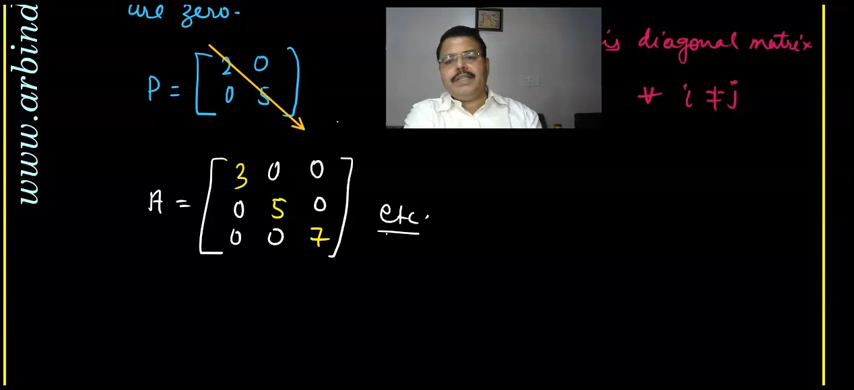 www.arbind
are zero.
is diagonal matrix
P = [ 2 0
0 5 ]
∀ i ≠ j
A = [ 3 0 0
0 5 0
0 0 7 ] etc.